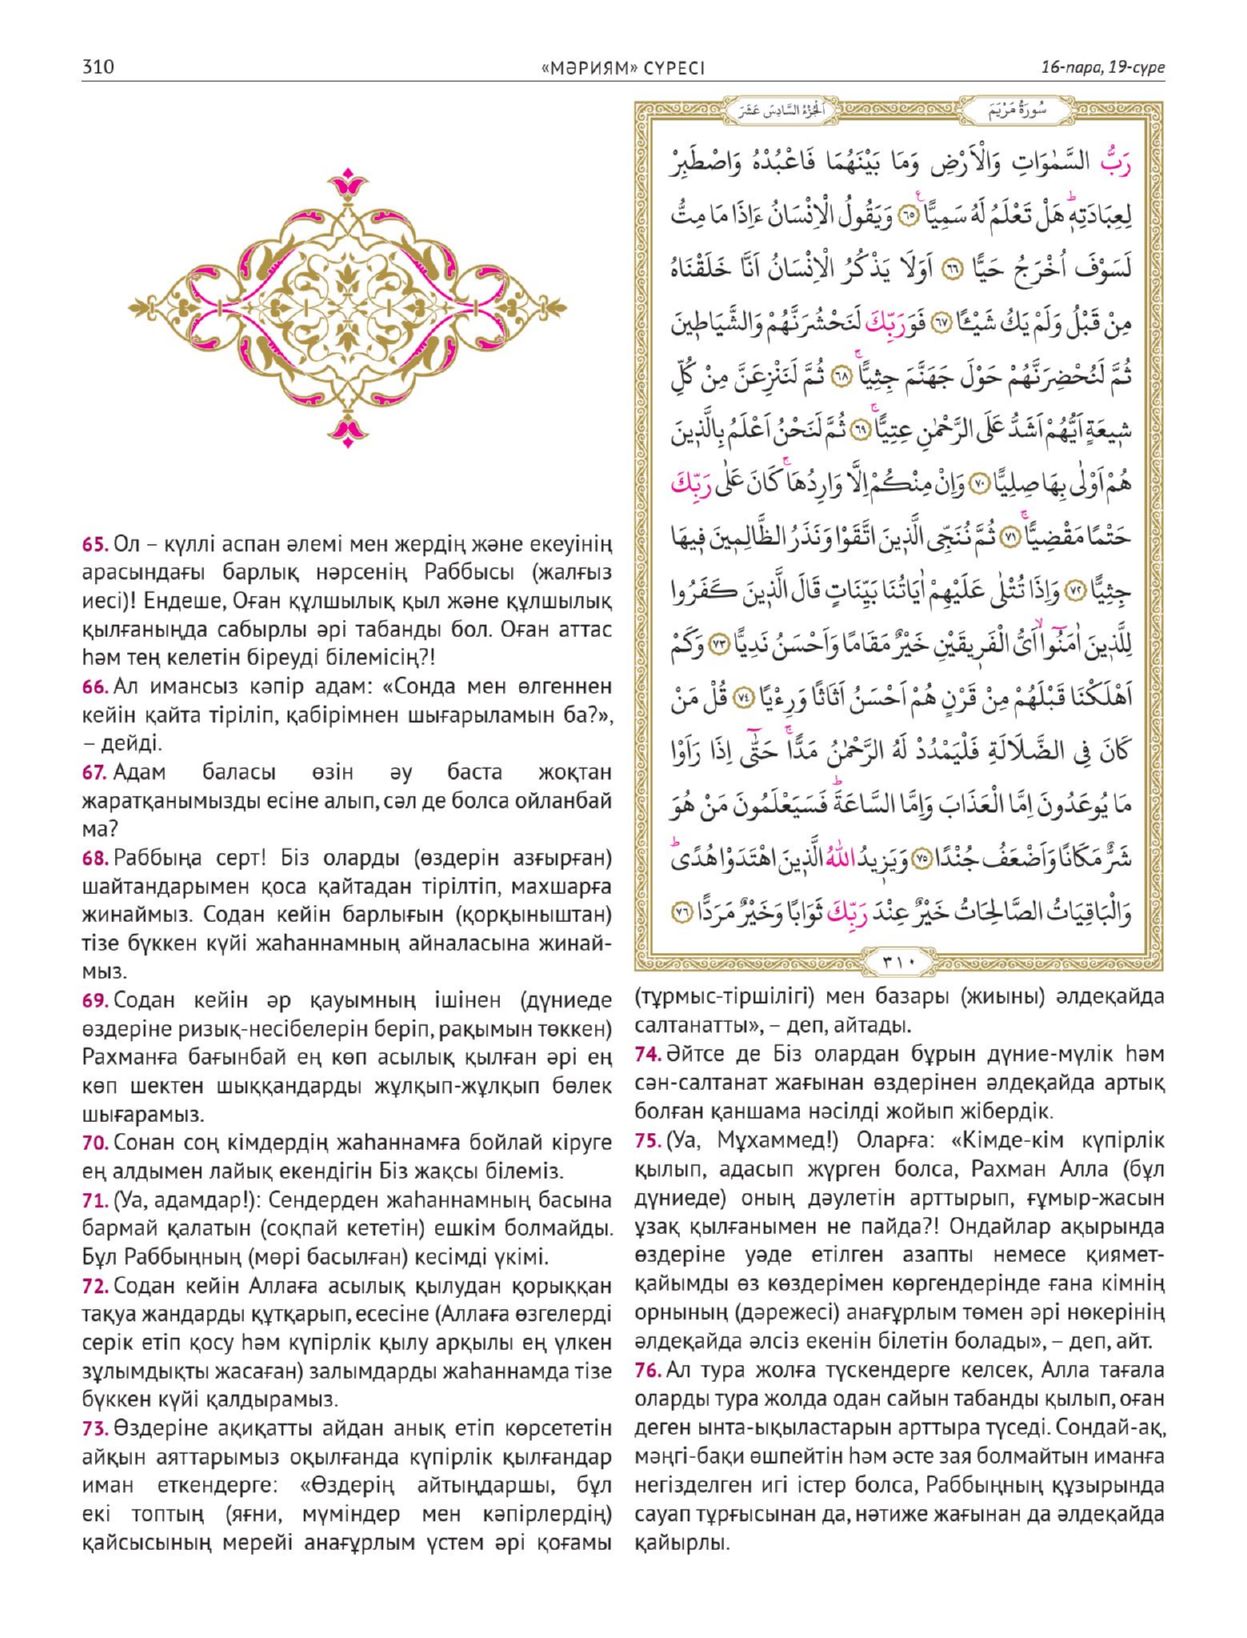 310
«МӘРИЯМ» СҮРЕСІ
16-пара, 19-сүре
اَلْجُزْءُ السَّادِسَ عَشَرَ
سُورَةُ مَرْيَمَ
رَبُّ السَّمٰوَاتِ وَالْاَرْضِ وَمَا بَيْنَهُمَا فَاعْبُدْهُ وَاصْطَبِرْ
لِعِبَادَتِهٖۜ هَلْ تَعْلَمُ لَهُ سَمِيًّاۚ ﴿٦٥﴾ وَيَقُولُ الْاِنْسَانُ ءَاِذَا مَا مِتُّ
لَسَوْفَ اُخْرَجُ حَيًّا ﴿٦٦﴾ اَوَلَا يَذْكُرُ الْاِنْسَانُ اَنَّا خَلَقْنَاهُ
مِنْ قَبْلُ وَلَمْ يَكُ شَيْـًٔا ﴿٦٧﴾ فَوَرَبِّكَ لَنَحْشُرَنَّهُمْ وَالشَّيَاطٖينَ
ثُمَّ لَنُحْضِرَنَّهُمْ حَوْلَ جَهَنَّمَ جِثِيًّاۚ ﴿٦٨﴾ ثُمَّ لَنَنْزِعَنَّ مِنْ كُلِّ
شٖيعَةٍ اَيُّهُمْ اَشَدُّ عَلَى الرَّحْمٰنِ عِتِيًّاۚ ﴿٦٩﴾ ثُمَّ لَنَحْنُ اَعْلَمُ بِالَّذٖينَ
هُمْ اَوْلٰى بِهَا صِلِيًّا ﴿٧٠﴾ وَاِنْ مِنْكُمْ اِلَّا وَارِدُهَاۚ كَانَ عَلٰى رَبِّكَ
حَتْمًا مَقْضِيًّاۚ ﴿٧١﴾ ثُمَّ نُنَجِّى الَّذٖينَ اتَّقَوْا وَنَذَرُ الظَّالِمٖينَ فٖيهَا
جِثِيًّا ﴿٧٢﴾ وَاِذَا تُتْلٰى عَلَيْهِمْ اٰيَاتُنَا بَيِّنَاتٍ قَالَ الَّذٖينَ كَفَرُوا
لِلَّذٖينَ اٰمَنُٓواۙ اَىُّ الْفَرٖيقَيْنِ خَيْرٌ مَقَامًا وَاَحْسَنُ نَدِيًّا ﴿٧٣﴾ وَكَمْ
اَهْلَكْنَا قَبْلَهُمْ مِنْ قَرْنٍ هُمْ اَحْسَنُ اَثَاثًا وَرِءْيًا ﴿٧٤﴾ قُلْ مَنْ
كَانَ فِى الضَّلَالَةِ فَلْيَمْدُدْ لَهُ الرَّحْمٰنُ مَدًّاۚ حَتّٰٓى اِذَا رَاَوْا
مَا يُوعَدُونَ اِمَّا الْعَذَابَ وَاِمَّا السَّاعَةَۜ فَسَيَعْلَمُونَ مَنْ هُوَ
شَرٌّ مَكَانًا وَاَضْعَفُ جُنْدًا ﴿٧٥﴾ وَيَزٖيدُ اللّٰهُ الَّذٖينَ اهْتَدَوْا هُدًىۜ
وَالْبَاقِيَاتُ الصَّالِحَاتُ خَيْرٌ عِنْدَ رَبِّكَ ثَوَابًا وَخَيْرٌ مَرَدًّا ﴿٧٦﴾
٣١٠
65. Ол – күллі аспан әлемі мен жердің және екеуінің
арасындағы барлық нәрсенің Раббысы (жалғыз
иесі)! Ендеше, Оған құлшылық қыл және құлшылық
қылғаныңда сабырлы әрі табанды бол. Оған аттас
һәм тең келетін біреуді білемісің?!
66. Ал имансыз кәпір адам: «Сонда мен өлгеннен
кейін қайта тіріліп, қабірімнен шығарыламын ба?»,
– дейді.
67. Адам баласы өзін әу баста жоқтан
жаратқанымызды есіне алып, сәл де болса ойланбай
ма?
68. Раббыңа серт! Біз оларды (өздерін азғырған)
шайтандарымен қоса қайтадан тірілтіп, махшарға
жинаймыз. Содан кейін барлығын (қорқыныштан)
тізе бүккен күйі жаһаннамның айналасына жинай-
мыз.
69. Содан кейін әр қауымның ішінен (дүниеде
өздеріне ризық-несібелерін беріп, рақымын төккен)
Рахманға бағынбай ең көп асылық қылған әрі ең
көп шектен шыққандарды жұлқып-жұлқып бөлек
шығарамыз.
70. Сонан соң кімдердің жаһаннамға бойлай кіруге
ең алдымен лайық екендігін Біз жақсы білеміз.
71. (Уа, адамдар!): Сендерден жаһаннамның басына
бармай қалатын (соқпай кететін) ешкім болмайды.
Бұл Раббыңның (мөрі басылған) кесімді үкімі.
72. Содан кейін Аллаға асылық қылудан қорыққан
тақуа жандарды құтқарып, есесіне (Аллаға өзгелерді
серік етіп қосу һәм күпірлік қылу арқылы ең үлкен
зұлымдықты жасаған) залымдарды жаһаннамда тізе
бүккен күйі қалдырамыз.
73. Өздеріне ақиқатты айдан анық етіп көрсететін
айқын аяттарымыз оқылғанда күпірлік қылғандар
иман еткендерге: «Өздерің айтыңдаршы, бұл
екі топтың (яғни, мүміндер мен кәпірлердің)
қайсысының мерейі анағұрлым үстем әрі қоғамы
(тұрмыс-тіршілігі) мен базары (жиыны) әлдеқайда
салтанатты», – деп, айтады.
74. Әйтсе де Біз олардан бұрын дүние-мүлік һәм
сән-салтанат жағынан өздерінен әлдеқайда артық
болған қаншама нәсілді жойып жібердік.
75. (Уа, Мұхаммед!) Оларға: «Кімде-кім күпірлік
қылып, адасып жүрген болса, Рахман Алла (бұл
дүниеде) оның дәулетін арттырып, ғұмыр-жасын
ұзақ қылғанымен не пайда?! Ондайлар ақырында
өздеріне уәде етілген азапты немесе қиямет-
қайымды өз көздерімен көргендерінде ғана кімнің
орнының (дәрежесі) анағұрлым төмен әрі нөкерінің
әлдеқайда әлсіз екенін білетін болады», – деп, айт.
76. Ал тура жолға түскендерге келсек, Алла тағала
оларды тура жолда одан сайын табанды қылып, оған
деген ынта-ықыластарын арттыра түседі. Сондай-ақ,
мәңгі-бақи өшпейтін һәм әсте зая болмайтын иманға
негізделген игі істер болса, Раббыңның құзырында
сауап тұрғысынан да, нәтиже жағынан да әлдеқайда
қайырлы.